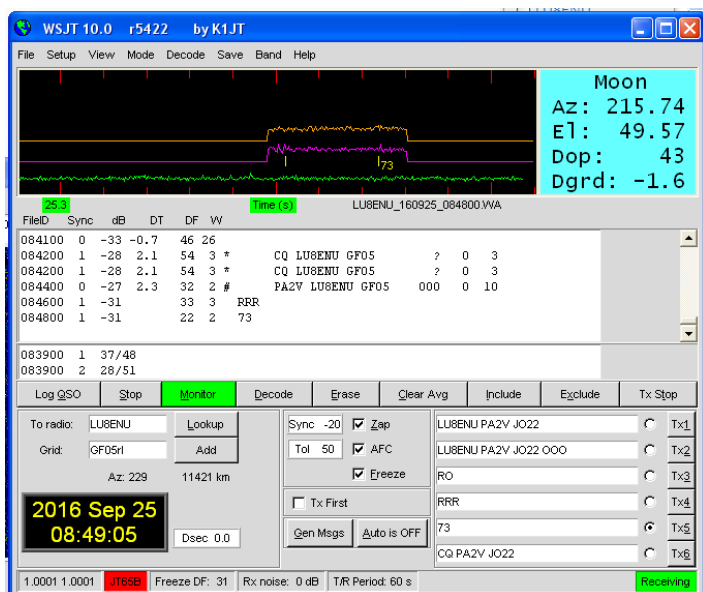 WSJT 10.0 r5422 by K1JT
File Setup View Mode Decode Save Band Help
Moon
Az: 215.74
El: 49.57
Dop: 43
Dgrd: -1.6
73
25.3 Time (s) LU8ENU_160925_084800.WA
FileID Sync dB DT DF W
084100 0 -33 -0.7 46 26
084200 1 -28 2.1 54 3 * CQ LU8ENU GF05 ? 0 3
084200 1 -28 2.1 54 3 * CQ LU8ENU GF05 ? 0 3
084400 0 -27 2.3 32 2 # PA2V LU8ENU GF05 000 0 10
084600 1 -31 33 3 RRR
084800 1 -31 22 2 73
083900 1 37/48
083900 2 28/51
Log QSO Stop Monitor Decode Erase Clear Avg Include Exclude Tx Stop
To radio: LU8ENU Lookup
Grid: GF05rl Add
Az: 229 11421 km
2016 Sep 25
08:49:05
Dsec 0.0
Sync -20 Zap
Tol 50 AFC
Freeze
Tx First
Gen Msgs Auto is OFF
LU8ENU PA2V JO22 Tx1
LU8ENU PA2V JO22 OOO Tx2
RO Tx3
RRR Tx4
73 Tx5
CQ PA2V JO22 Tx6
1.0001 1.0001 JT65B Freeze DF: 31 Rx noise: 0 dB T/R Period: 60 s Receiving